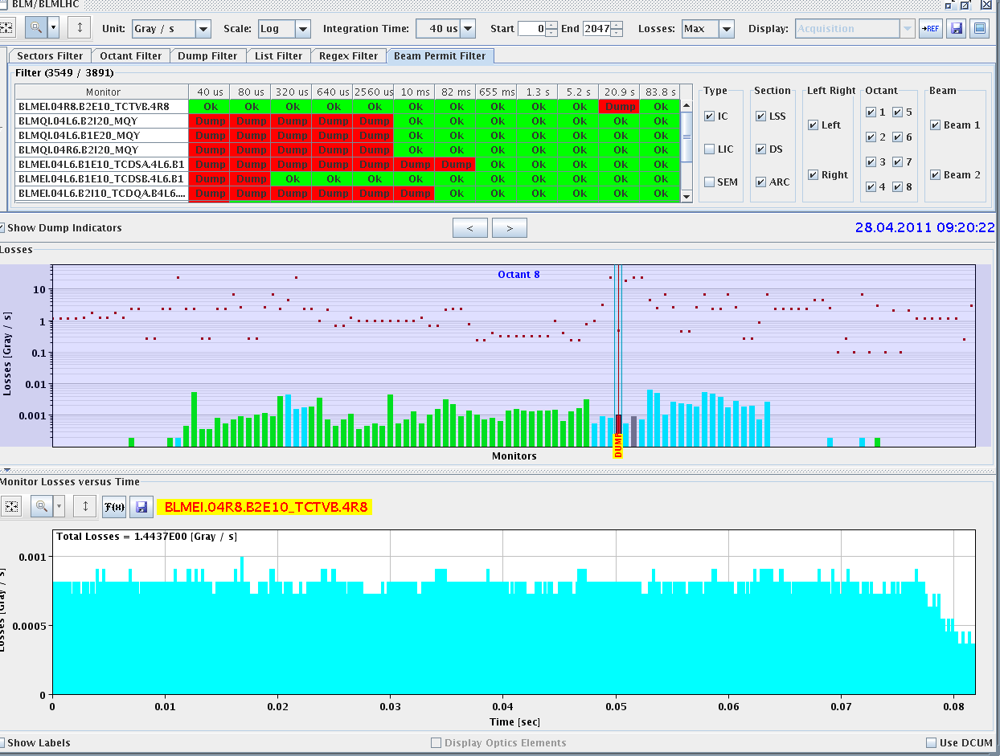 BLM/BLMLHC
Unit: Gray / s Scale: Log Integration Time: 40 us Start 0 End 2047 Losses: Max Display: Acquisition →REF
Sectors Filter Octant Filter Dump Filter List Filter Regex Filter Beam Permit Filter
Filter (3549 / 3891)
Monitor 40 us 80 us 320 us 640 us 2560 us 10 ms 82 ms 655 ms 1.3 s 5.2 s 20.9 s 83.8 s
BLMEI.04R8.B2E10_TCTVB.4R8 Ok Ok Ok Ok Ok Ok Ok Ok Ok Ok Dump Ok
BLMQI.04L6.B2I20_MQY Dump Dump Dump Dump Dump Ok Ok Ok Ok Ok Ok Ok
BLMQI.04L6.B1E20_MQY Dump Dump Dump Dump Dump Ok Ok Ok Ok Ok Ok Ok
BLMQI.04R6.B2I20_MQY Dump Dump Dump Dump Dump Ok Ok Ok Ok Ok Ok Ok
BLMEI.04L6.B1E10_TCDSA.4L6.B1 Dump Dump Dump Dump Dump Dump Dump Ok Ok Ok Ok Ok
BLMEI.04L6.B1E10_TCDSB.4L6.B1 Dump Dump Ok Ok Ok Ok Ok Ok Ok Ok Ok Ok
BLMEI.04L6.B2I10_TCDQA.B4L6.... Dump Dump Dump Dump Dump Dump Ok Ok Ok Ok Ok Ok
Type Section Left Right Octant Beam
IC LSS Left 1 5 Beam 1
2 6
LIC DS 3 7
SEM ARC Right 4 8 Beam 2
Show Dump Indicators < > 28.04.2011 09:20:22
Losses
Octant 8
Losses [Gray / s]
10
1
0.1
0.01
0.001
DUMP
Monitors
Monitor Losses versus Time
F(x) BLMEI.04R8.B2E10_TCTVB.4R8
Total Losses = 1.4437E00 [Gray / s]
Losses [Gray / s]
0.001
0.0005
0
0 0.01 0.02 0.03 0.04 0.05 0.06 0.07 0.08
Time [sec]
Show Labels Display Optics Elements Use DCUM